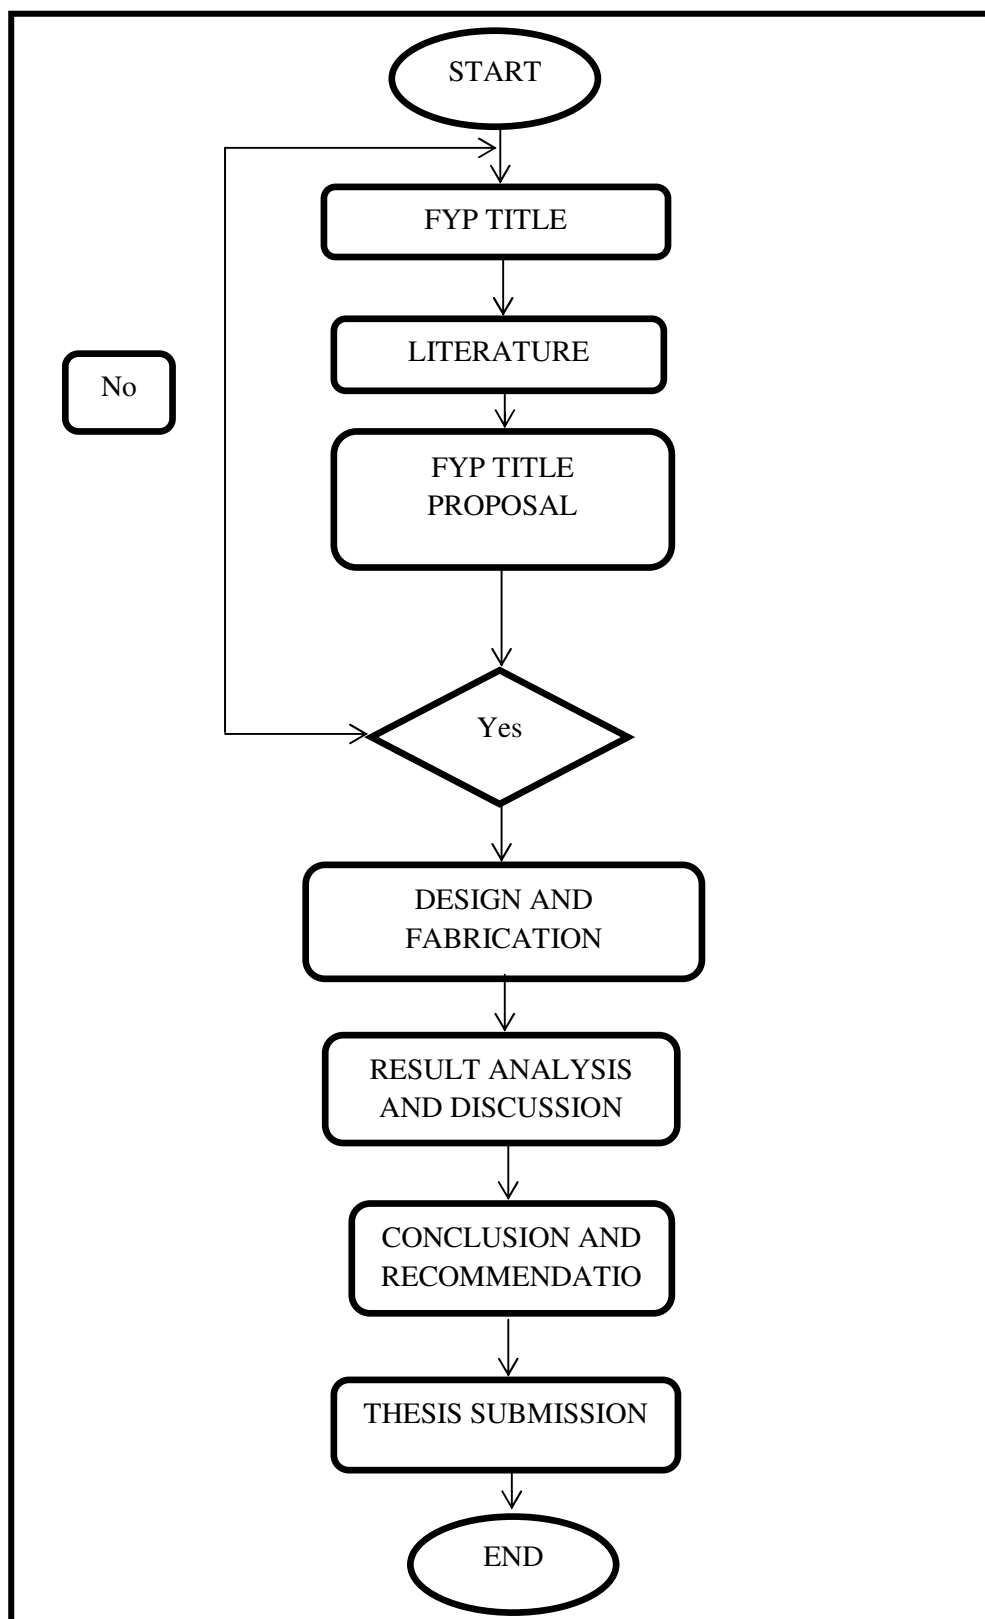 START
FYP TITLE
LITERATURE
No
FYP TITLE
PROPOSAL
Yes
DESIGN AND
FABRICATION
RESULT ANALYSIS
AND DISCUSSION
CONCLUSION AND
RECOMMENDATIO
THESIS SUBMISSION
END